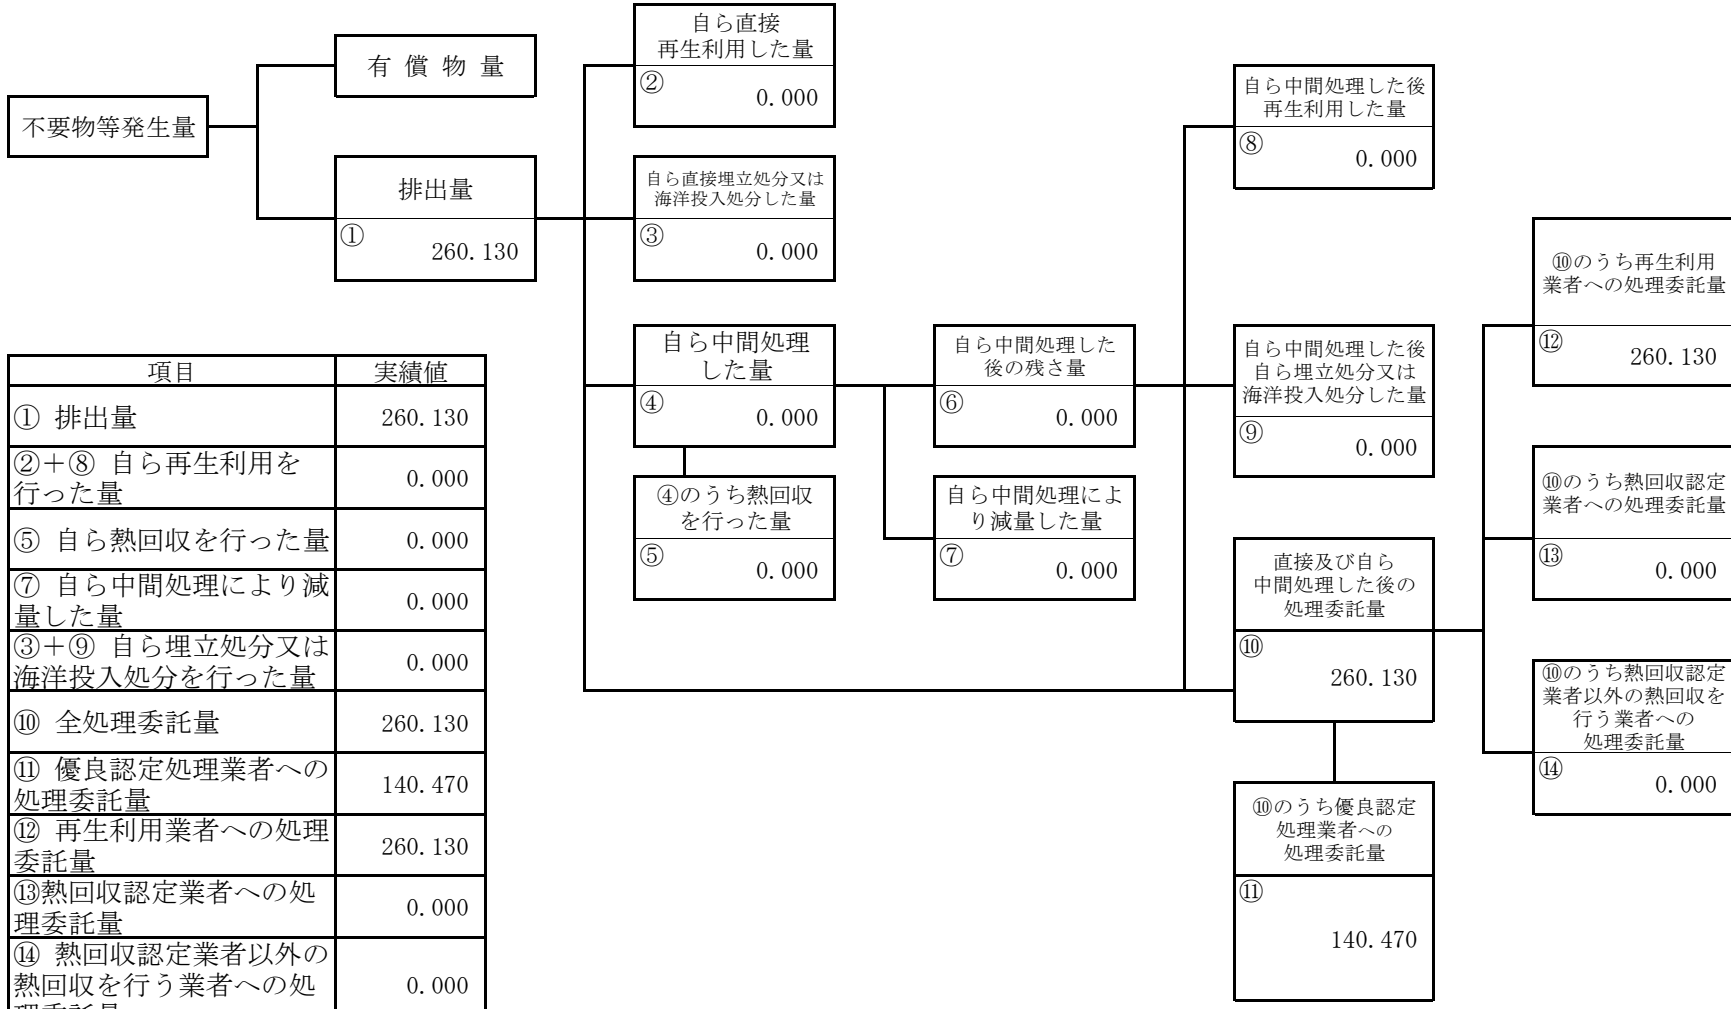 不要物等発生量
有 償 物 量
排出量
①
260.130
自ら直接
再生利用した量
②
0.000
自ら直接埋立処分又は
海洋投入処分した量
③
0.000
自ら中間処理
した量
④
0.000
④のうち熱回収
を行った量
⑤
0.000
自ら中間処理した
後の残さ量
⑥
0.000
自ら中間処理によ
り減量した量
⑦
0.000
自ら中間処理した後
再生利用した量
⑧
0.000
自ら中間処理した後
自ら埋立処分又は
海洋投入処分した量
⑨
0.000
直接及び自ら
中間処理した後の
処理委託量
⑩
260.130
⑩のうち優良認定
処理業者への
処理委託量
⑪
140.470
⑩のうち再生利用
業者への処理委託量
⑫
260.130
⑩のうち熱回収認定
業者への処理委託量
⑬
0.000
⑩のうち熱回収認定
業者以外の熱回収を
行う業者への
処理委託量
⑭
0.000
項目 実績値
① 排出量 260.130
②＋⑧ 自ら再生利用を
行った量 0.000
⑤ 自ら熱回収を行った量 0.000
⑦ 自ら中間処理により減
量した量 0.000
③＋⑨ 自ら埋立処分又は
海洋投入処分を行った量 0.000
⑩ 全処理委託量 260.130
⑪ 優良認定処理業者への
処理委託量 140.470
⑫ 再生利用業者への処理
委託量 260.130
⑬熱回収認定業者への処
理委託量 0.000
⑭ 熱回収認定業者以外の
熱回収を行う業者への処 0.000